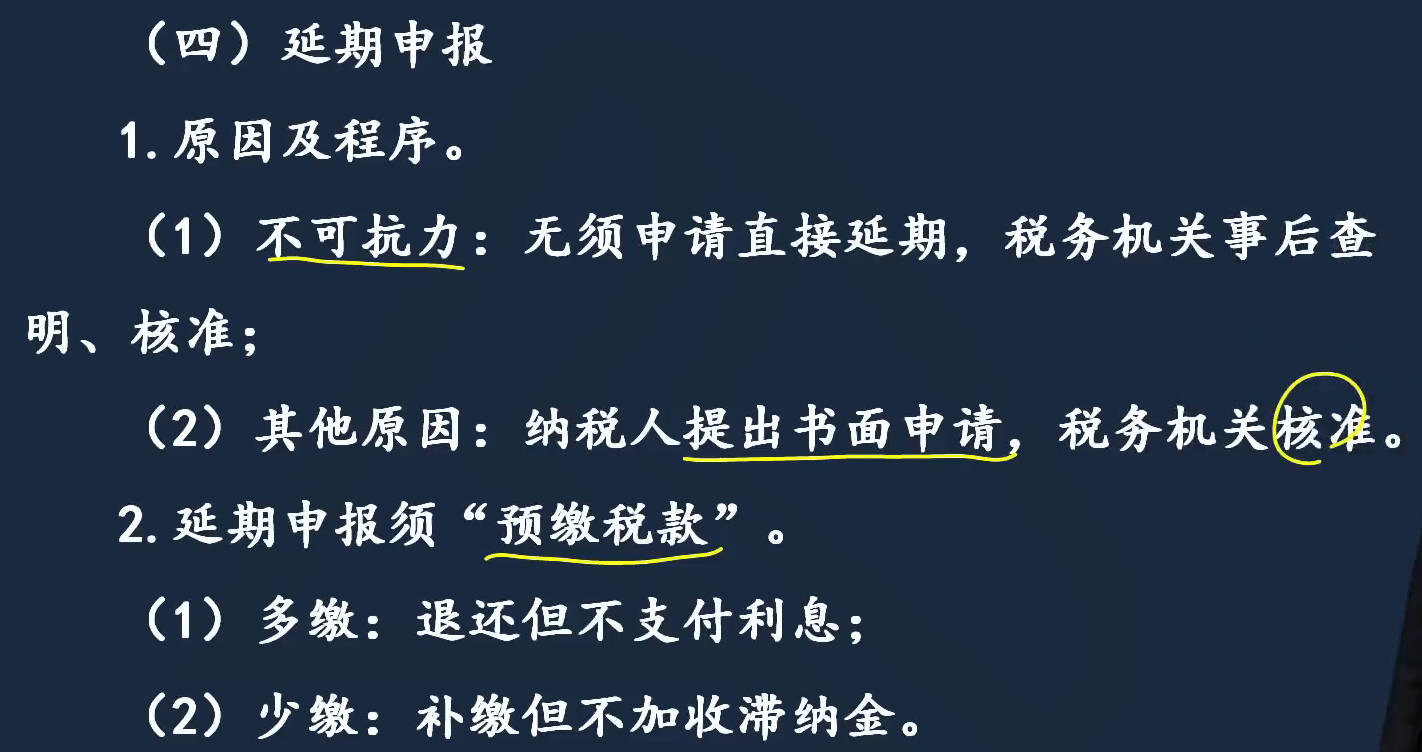 （四）延期申报
1.原因及程序。
（1）不可抗力：无须申请直接延期，税务机关事后查
明、核准；
（2）其他原因：纳税人提出书面申请，税务机关核准。
2.延期申报须“预缴税款”。
（1）多缴：退还但不支付利息；
（2）少缴：补缴但不加收滞纳金。